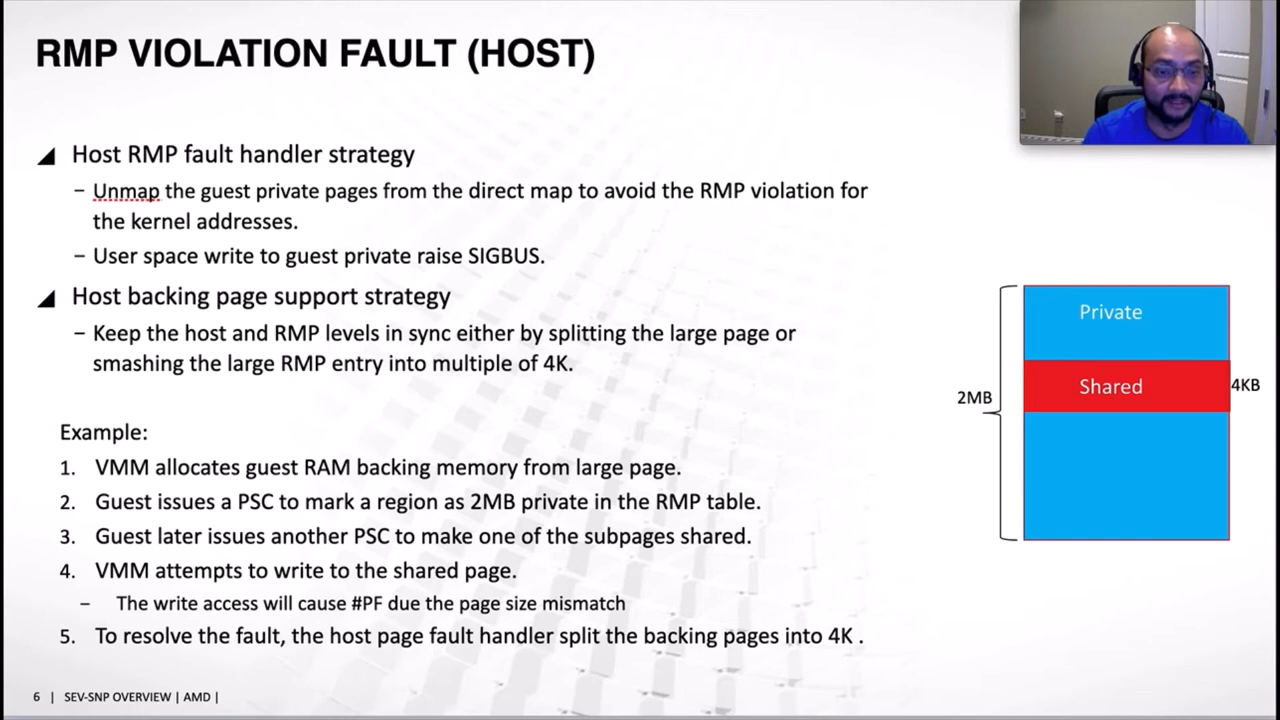 RMP VIOLATION FAULT (HOST)
Host RMP fault handler strategy
– Unmap the guest private pages from the direct map to avoid the RMP violation for
the kernel addresses.
– User space write to guest private raise SIGBUS.
Host backing page support strategy
– Keep the host and RMP levels in sync either by splitting the large page or
smashing the large RMP entry into multiple of 4K.
Private
Shared
4KB
2MB
Example:
1. VMM allocates guest RAM backing memory from large page.
2. Guest issues a PSC to mark a region as 2MB private in the RMP table.
3. Guest later issues another PSC to make one of the subpages shared.
4. VMM attempts to write to the shared page.
– The write access will cause #PF due the page size mismatch
5. To resolve the fault, the host page fault handler split the backing pages into 4K .
6 | SEV-SNP OVERVIEW | AMD |